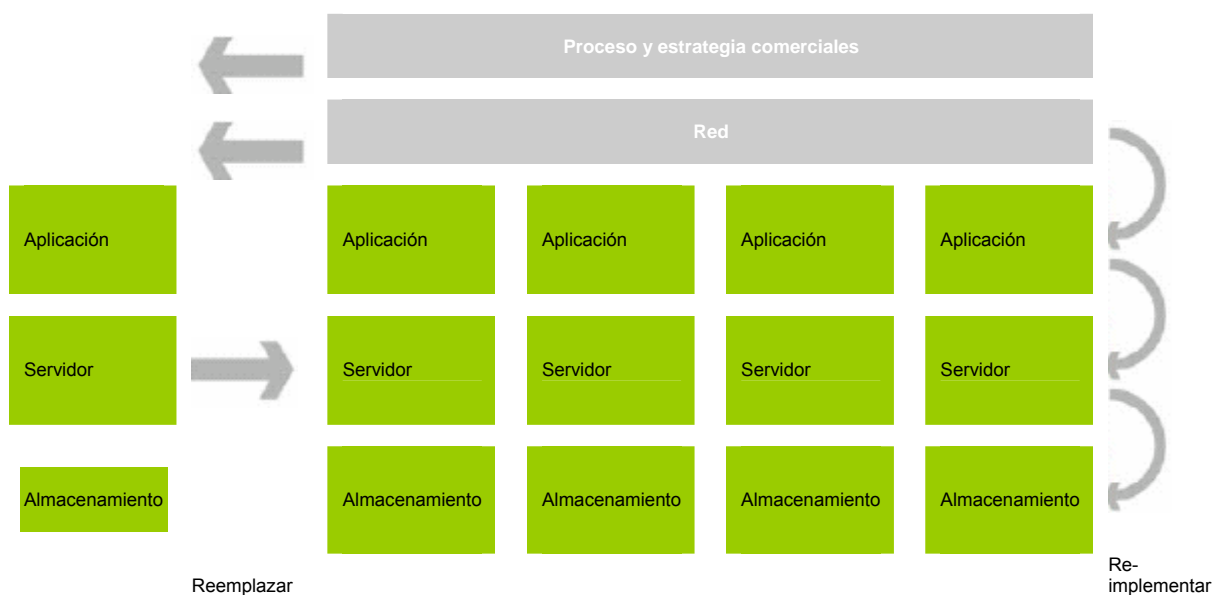 Proceso y estrategia comerciales
Red
Aplicación
Aplicación
Aplicación
Aplicación
Aplicación
Servidor
Servidor
Servidor
Servidor
Servidor
Almacenamiento
Almacenamiento
Almacenamiento
Almacenamiento
Almacenamiento
Reemplazar
Re-
implementar